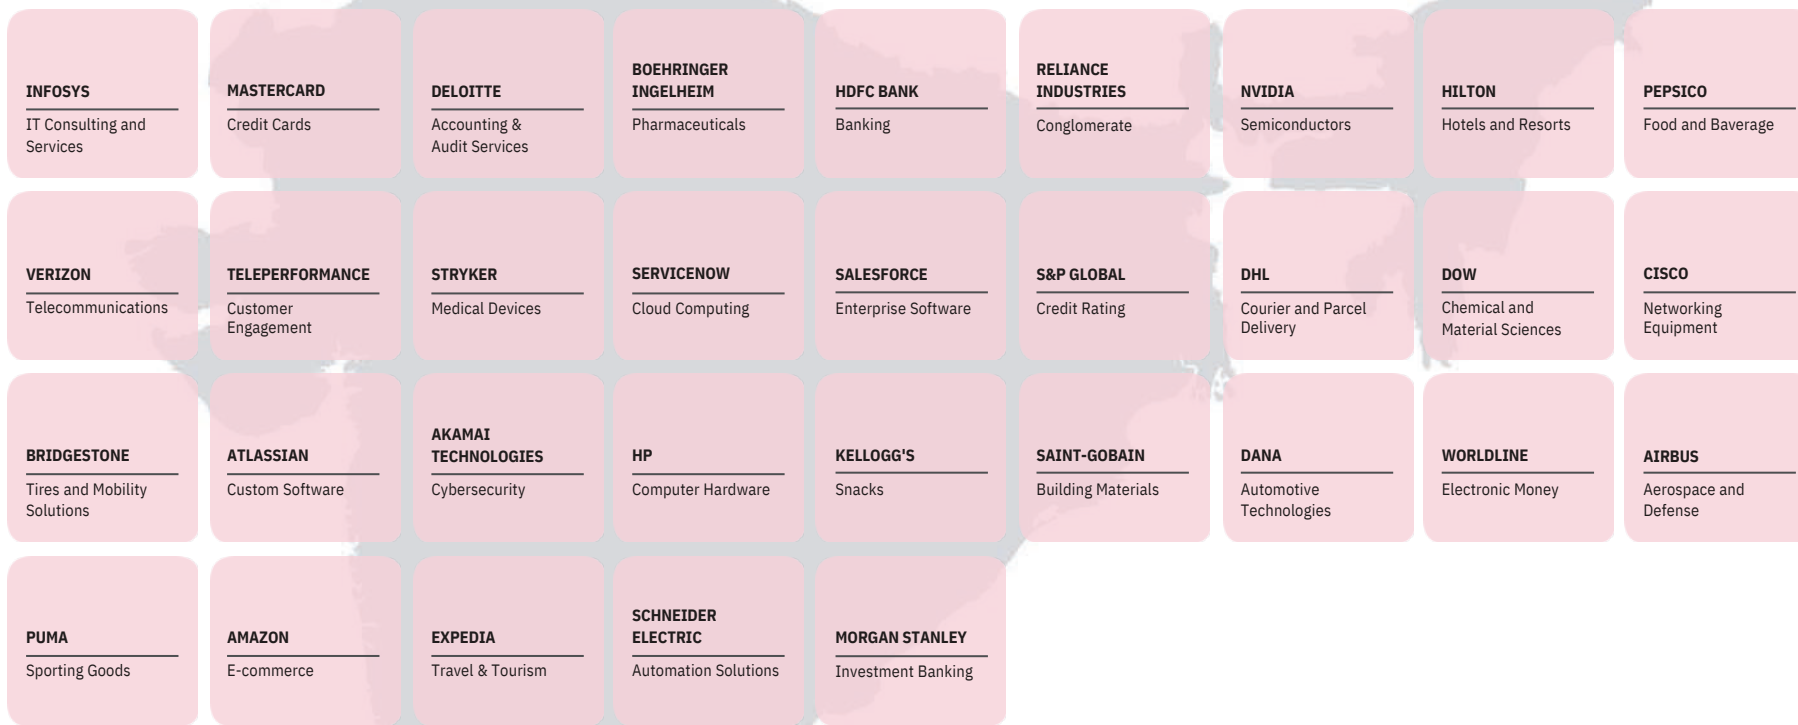 INFOSYS
IT Consulting and
Services
MASTERCARD
Credit Cards
DELOITTE
Accounting &
Audit Services
BOEHRINGER
INGELHEIM
Pharmaceuticals
HDFC BANK
Banking
RELIANCE
INDUSTRIES
Conglomerate
NVIDIA
Semiconductors
HILTON
Hotels and Resorts
PEPSICO
Food and Baverage
VERIZON
Telecommunications
TELEPERFORMANCE
Customer
Engagement
STRYKER
Medical Devices
SERVICENOW
Cloud Computing
SALESFORCE
Enterprise Software
S&P GLOBAL
Credit Rating
DHL
Courier and Parcel
Delivery
DOW
Chemical and
Material Sciences
CISCO
Networking
Equipment
BRIDGESTONE
Tires and Mobility
Solutions
ATLASSIAN
Custom Software
AKAMAI
TECHNOLOGIES
Cybersecurity
HP
Computer Hardware
KELLOGG'S
Snacks
SAINT-GOBAIN
Building Materials
DANA
Automotive
Technologies
WORLDLINE
Electronic Money
AIRBUS
Aerospace and
Defense
PUMA
Sporting Goods
AMAZON
E-commerce
EXPEDIA
Travel & Tourism
SCHNEIDER
ELECTRIC
Automation Solutions
MORGAN STANLEY
Investment Banking